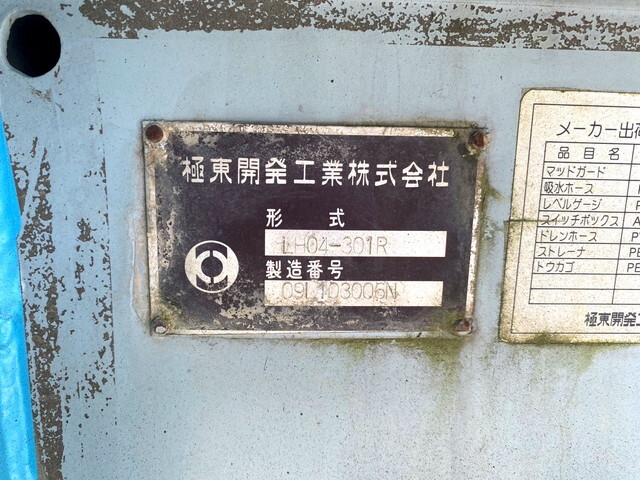 極東開発工業株式会社
形 式
LH04-301R
製造番号
09L103006N
メーカー出荷
品目名
マッドガード
吸水ホース
レベルゲージ
スイッチボックス
ドレンホース
ストレーナ
PE
トウカゴ
PE
極東開発工